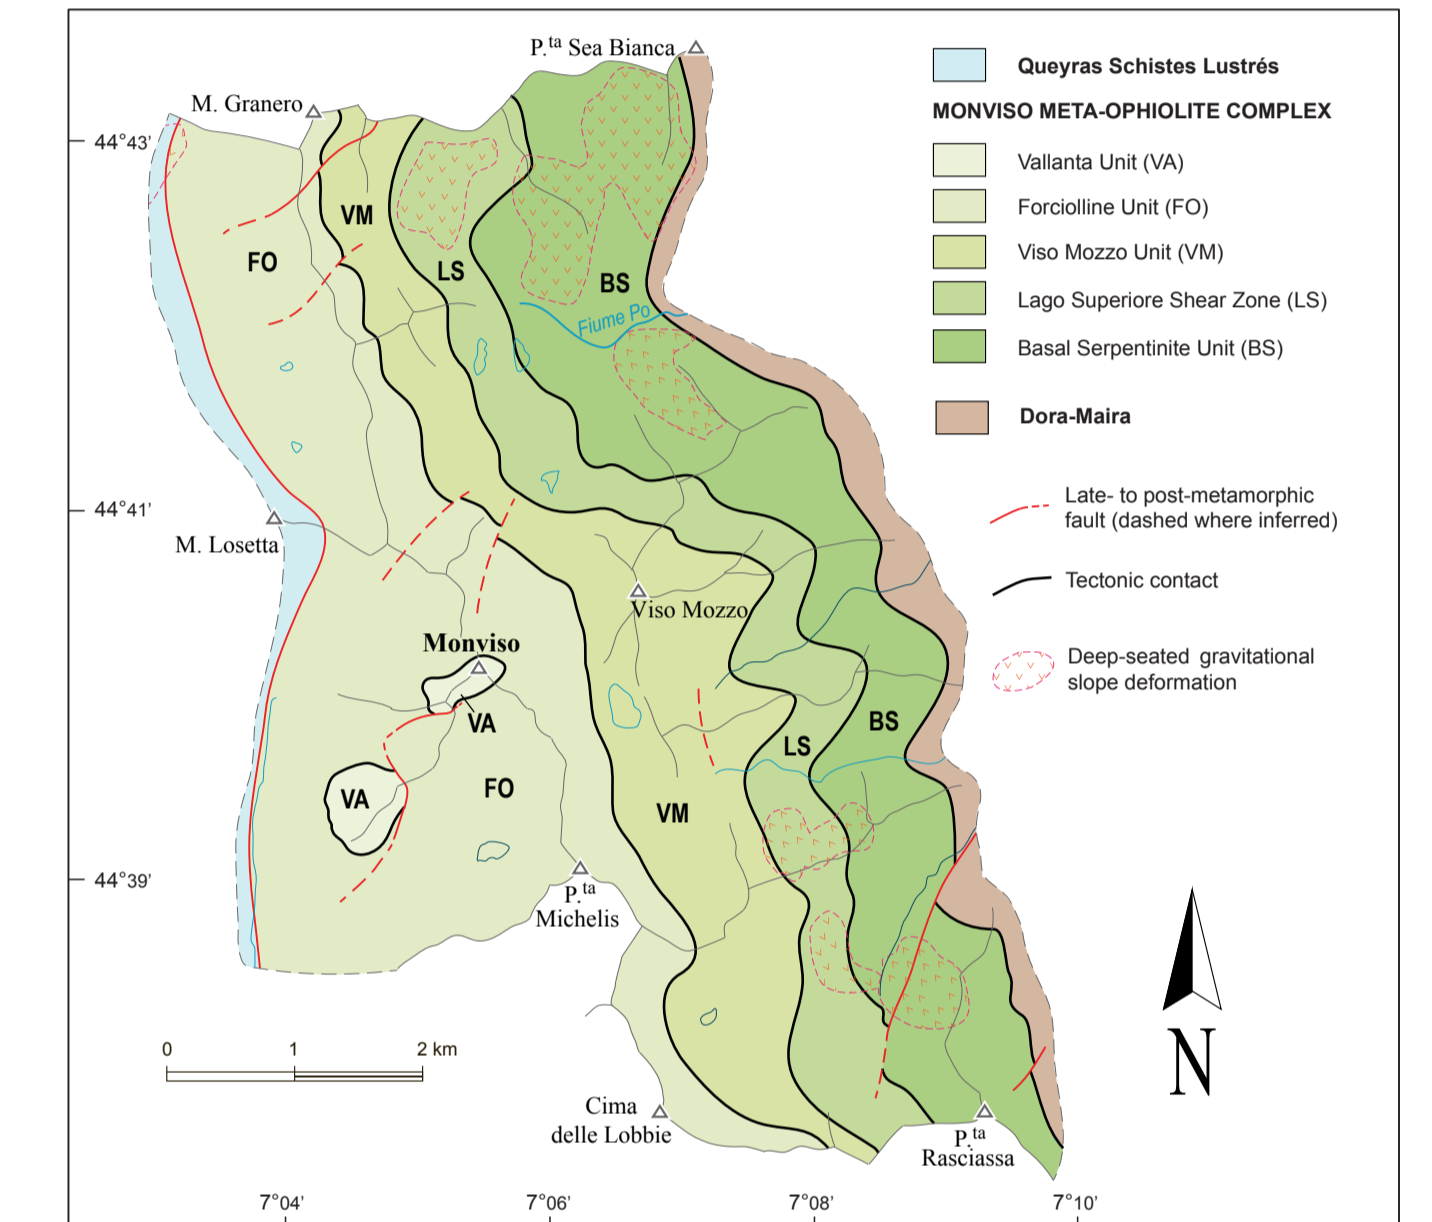 P.ta Sea Bianca
M. Granero
44°43'
VM
FO
LS
BS
Fiume Po
44°41'
M. Losetta
Viso Mozzo
Monviso
VA
BS
LS
VA
FO
VM
44°39'
P.ta
Michelis
0 1 2 km
Cima
delle Lobbie
P.ta
Rasciassa
7°04' 7°06' 7°08' 7°10'
Queyras Schistes Lustrés
MONVISO META-OPHIOLITE COMPLEX
Vallanta Unit (VA)
Forciolline Unit (FO)
Viso Mozzo Unit (VM)
Lago Superiore Shear Zone (LS)
Basal Serpentinite Unit (BS)
Dora-Maira
Late- to post-metamorphic
fault (dashed where inferred)
Tectonic contact
Deep-seated gravitational
slope deformation
N